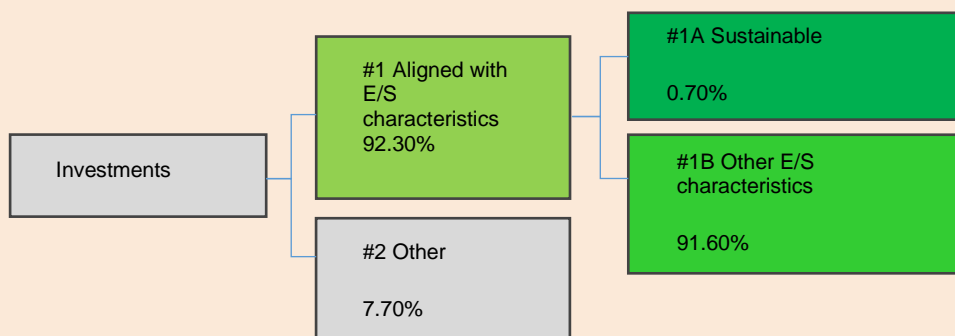 Investments
#1 Aligned with
E/S
characteristics
92.30%
#2 Other
7.70%
#1A Sustainable
0.70%
#1B Other E/S
characteristics
91.60%